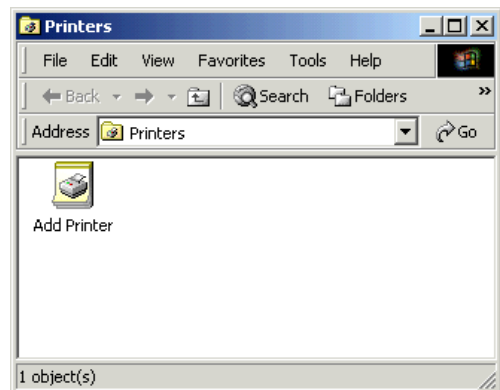 Printers
File Edit View Favorites Tools Help
Back Search Folders »
Address Printers Go
Add Printer
1 object(s)